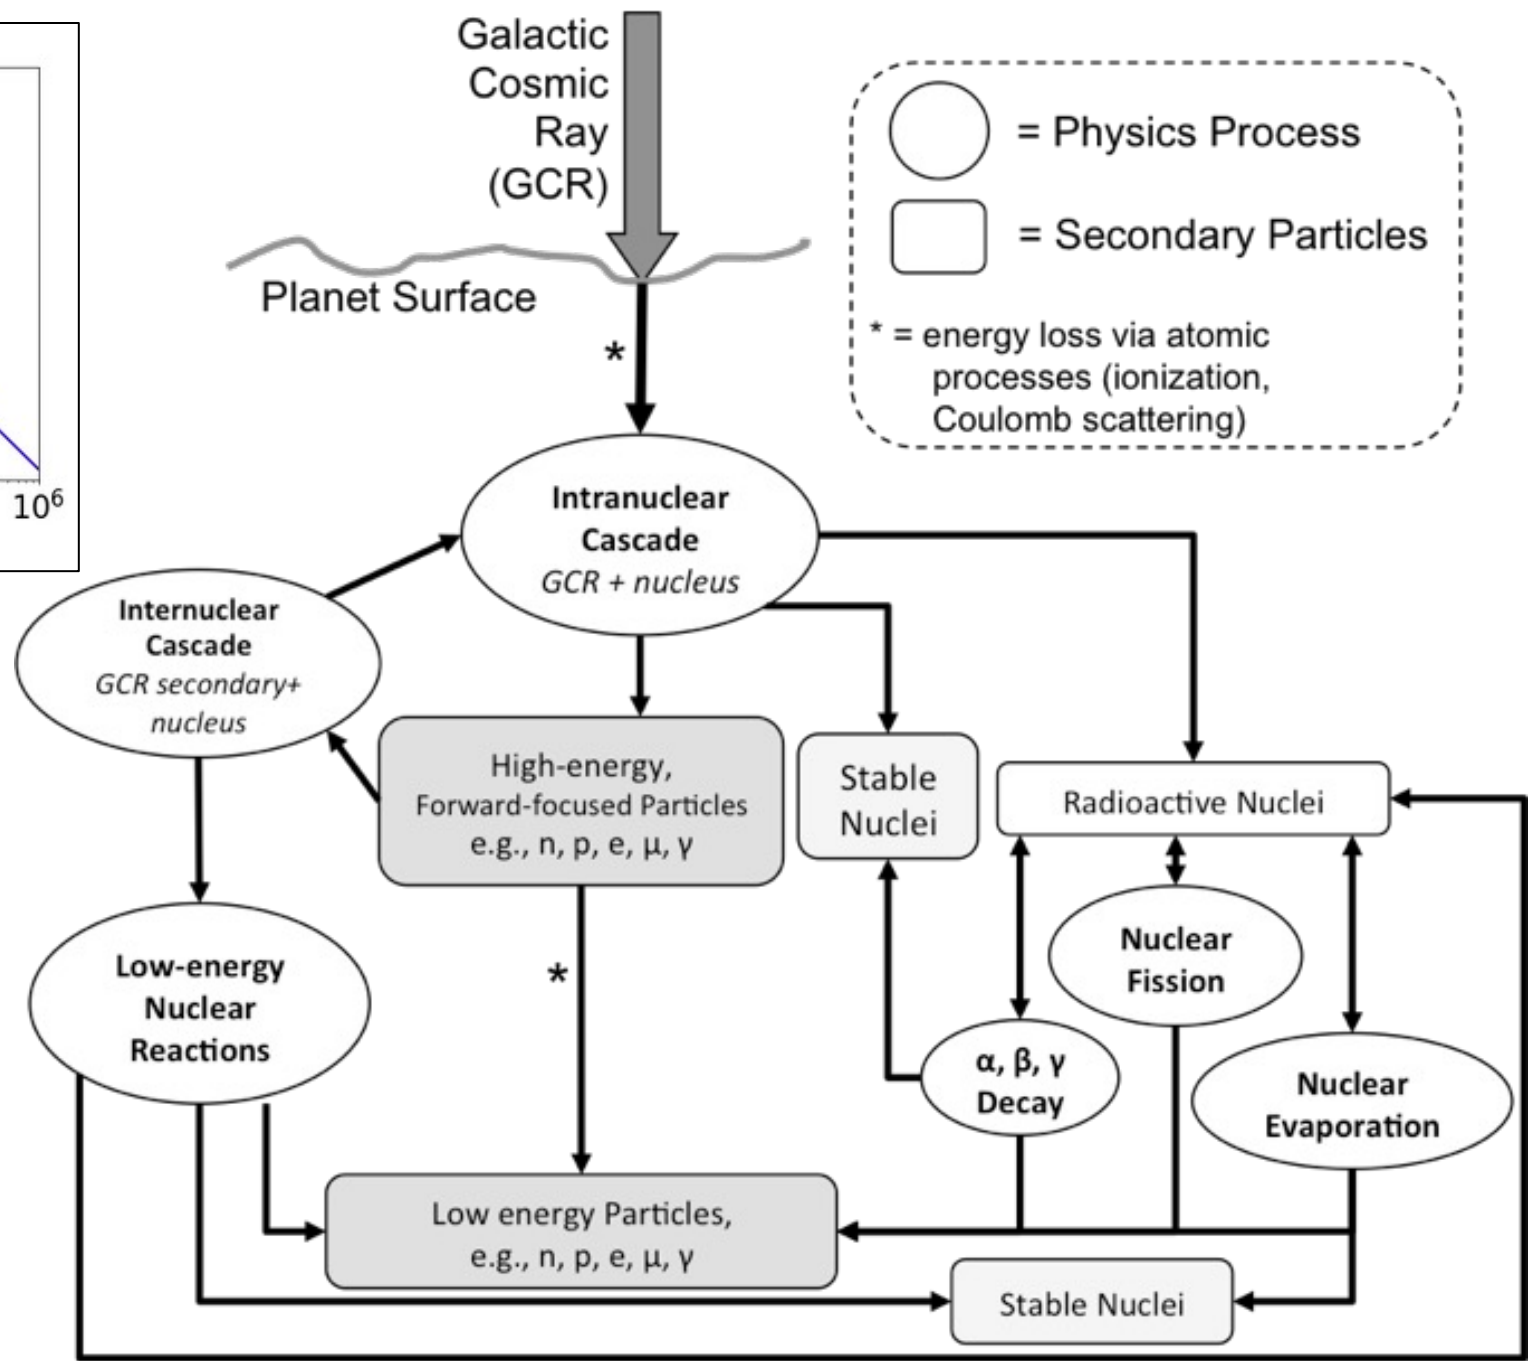 Galactic
Cosmic
Ray
(GCR)
Planet Surface
= Physics Process
= Secondary Particles
* = energy loss via atomic
processes (ionization,
Coulomb scattering)
10⁶
*
Intranuclear
Cascade
GCR + nucleus
Internuclear
Cascade
GCR secondary+
nucleus
High-energy,
Forward-focused Particles
e.g., n, p, e, μ, γ
Stable
Nuclei
Radioactive Nuclei
Low-energy
Nuclear
Reactions
*
Nuclear
Fission
α, β, γ
Decay
Nuclear
Evaporation
Low energy Particles,
e.g., n, p, e, μ, γ
Stable Nuclei